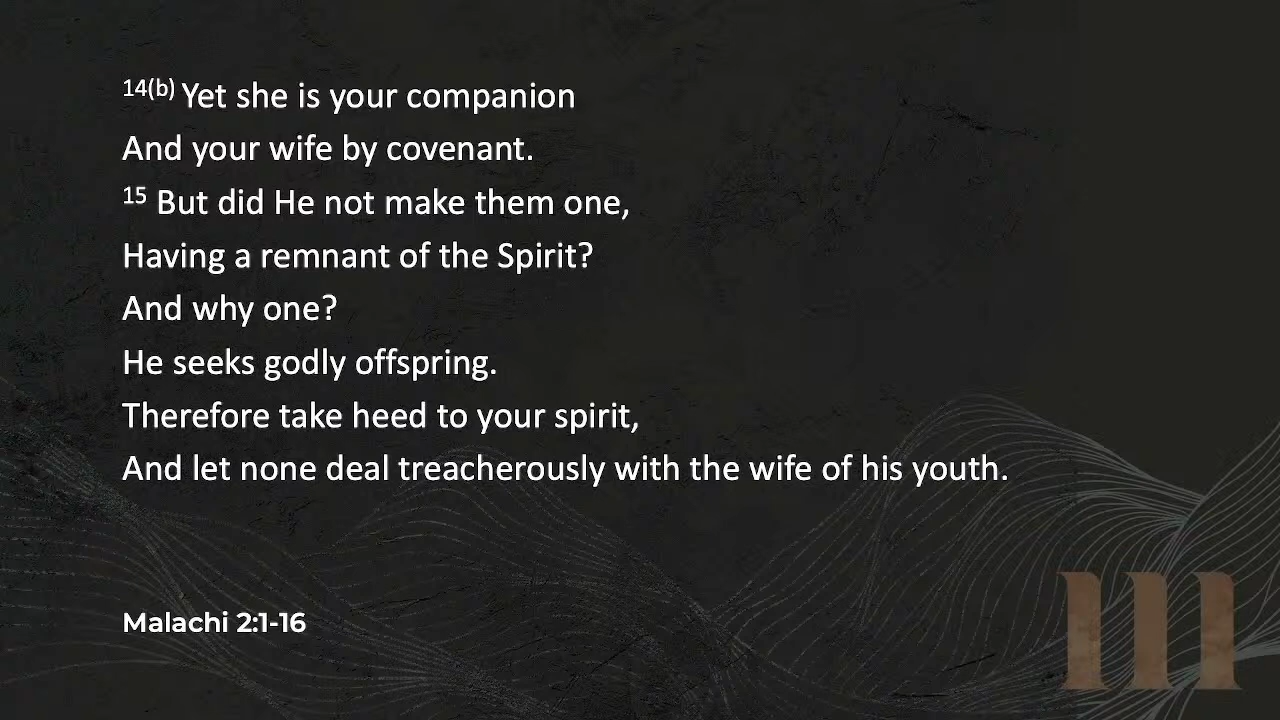 14(b) Yet she is your companion
And your wife by covenant.
15 But did He not make them one,
Having a remnant of the Spirit?
And why one?
He seeks godly offspring.
Therefore take heed to your spirit,
And let none deal treacherously with the wife of his youth.
Malachi 2:1-16
III